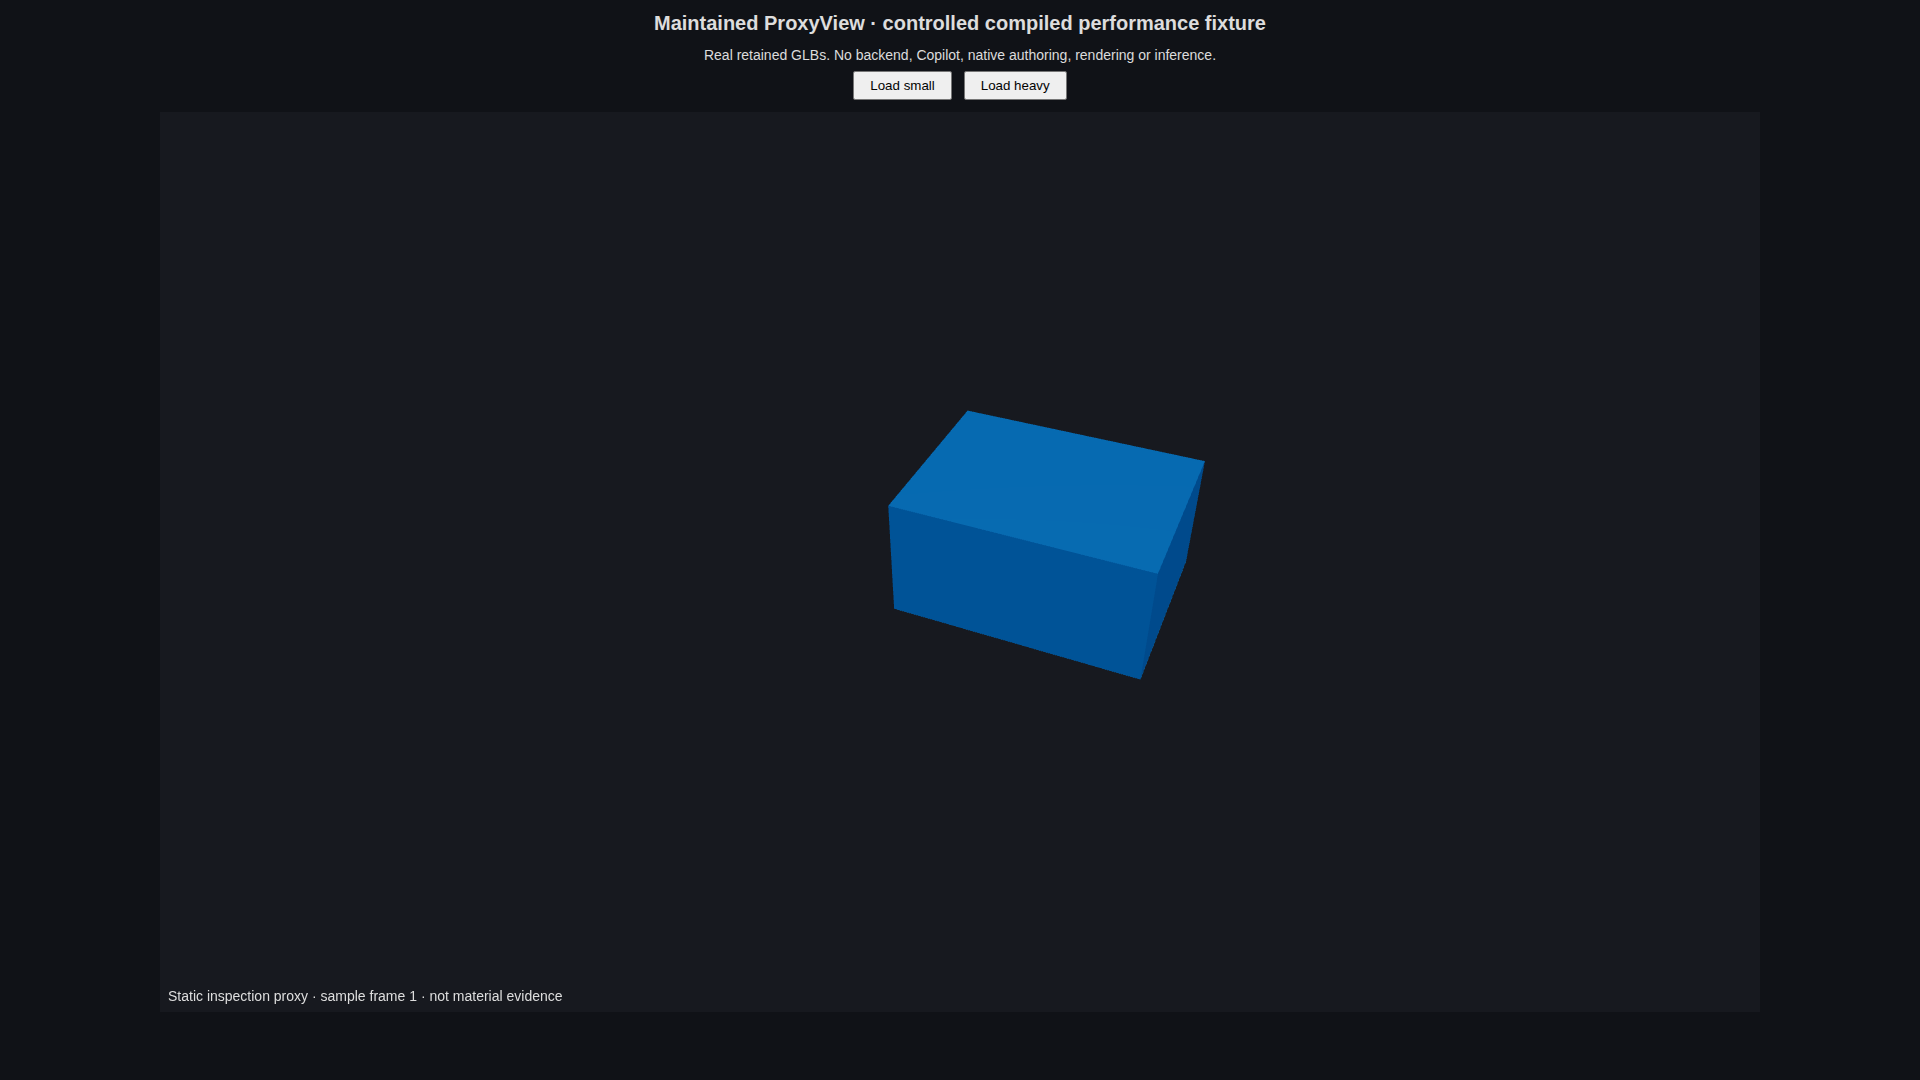 Maintained ProxyView · controlled compiled performance fixture
Real retained GLBs. No backend, Copilot, native authoring, rendering or inference.
Load small Load heavy
Static inspection proxy · sample frame 1 · not material evidence